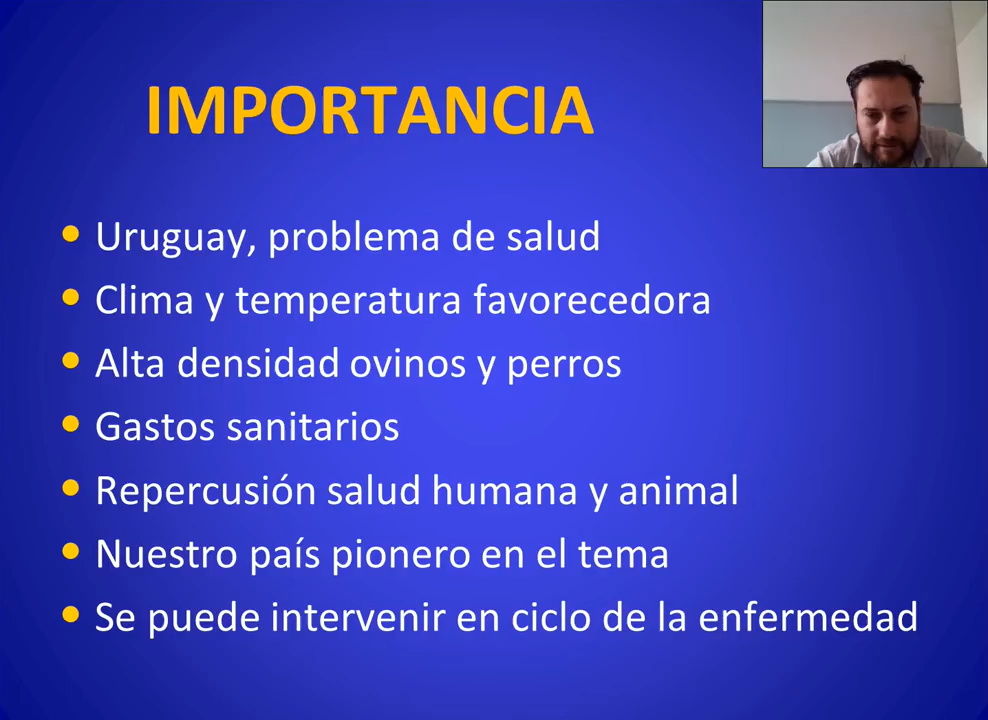 IMPORTANCIA
Uruguay, problema de salud
Clima y temperatura favorecedora
Alta densidad ovinos y perros
Gastos sanitarios
Repercusión salud humana y animal
Nuestro país pionero en el tema
Se puede intervenir en ciclo de la enfermedad